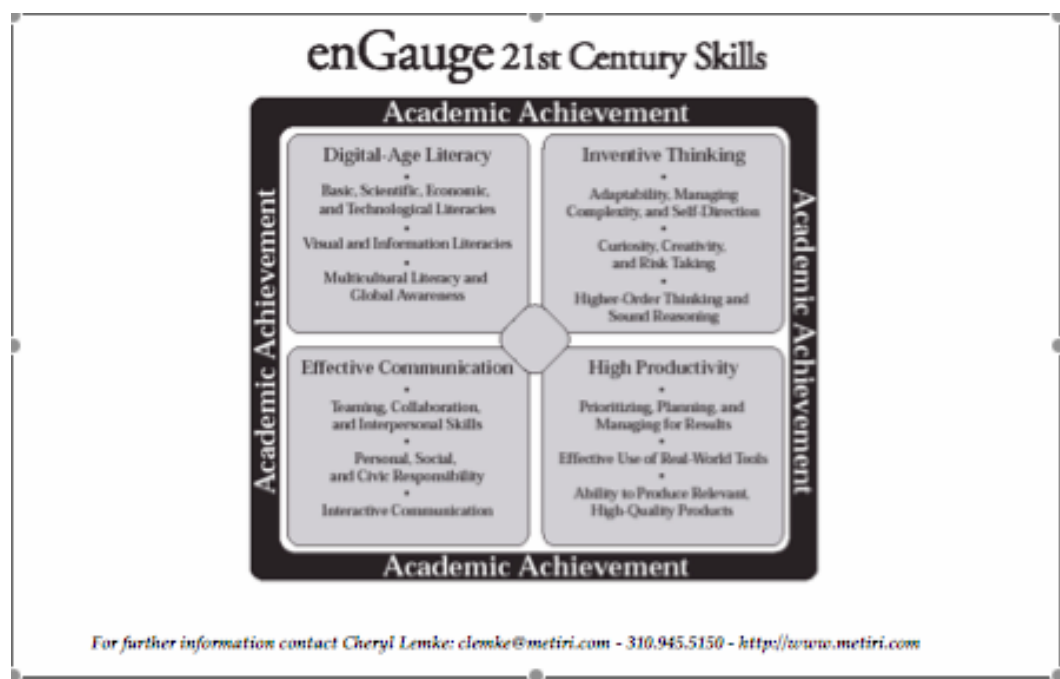 enGauge 21st Century Skills
Academic Achievement
Academic Achievement
Digital-Age Literacy
•
Basic, Scientific, Economic,
and Technological Literacies
•
Visual and Information Literacies
•
Multicultural Literacy and
Global Awareness
Inventive Thinking
•
Adaptability, Managing
Complexity, and Self-Direction
•
Curiosity, Creativity,
and Risk Taking
•
Higher-Order Thinking and
Sound Reasoning
Academic Achievement
Effective Communication
•
Teaming, Collaboration,
and Interpersonal Skills
•
Personal, Social,
and Civic Responsibility
•
Interactive Communication
High Productivity
•
Prioritizing, Planning, and
Managing for Results
•
Effective Use of Real-World Tools
•
Ability to Produce Relevant,
High-Quality Products
Academic Achievement
For further information contact Cheryl Lemke: clemke@metiri.com - 310.945.5150 - http://www.metiri.com